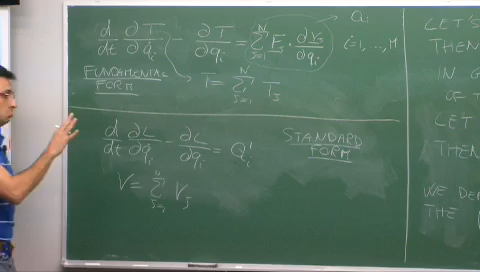 d/dt ∂T/∂q̇ᵢ - ∂T/∂qᵢ = Σⱼ₌₁ᴺ Fⱼ · ∂rⱼ/∂qᵢ → Qᵢ i=1,...,M
FUNDAMENTAL FORM
T = Σⱼ₌₁ᴺ Tⱼ
d/dt ∂L/∂q̇ᵢ - ∂L/∂qᵢ = Qᵢ'
STANDARD FORM
V = Σⱼ₌₁ᴺ Vⱼ
LET'S
THEN
IN G
OF T
LET
THEN
WE DE
THE